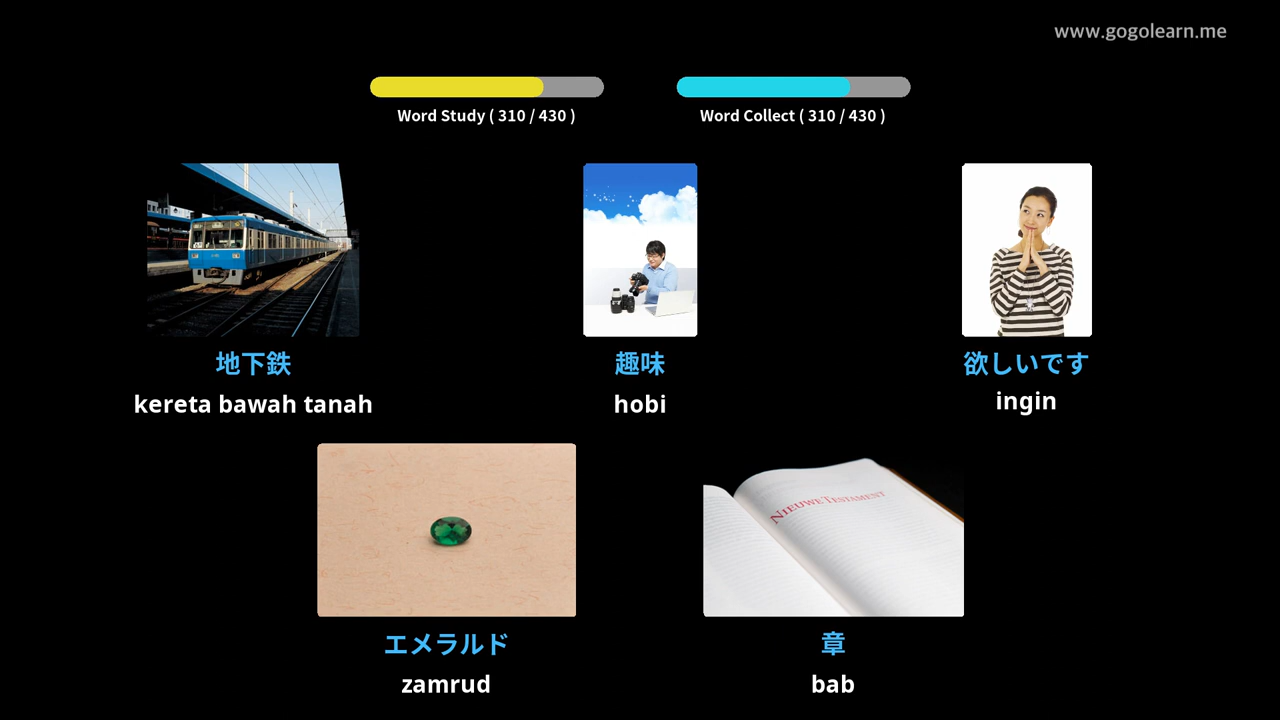 www.gogolearn.me
Word Study ( 310 / 430 )
Word Collect ( 310 / 430 )
地下鉄
kereta bawah tanah
趣味
hobi
欲しいです
ingin
NIEUWE TESTAMENT
エメラルド
zamrud
章
bab